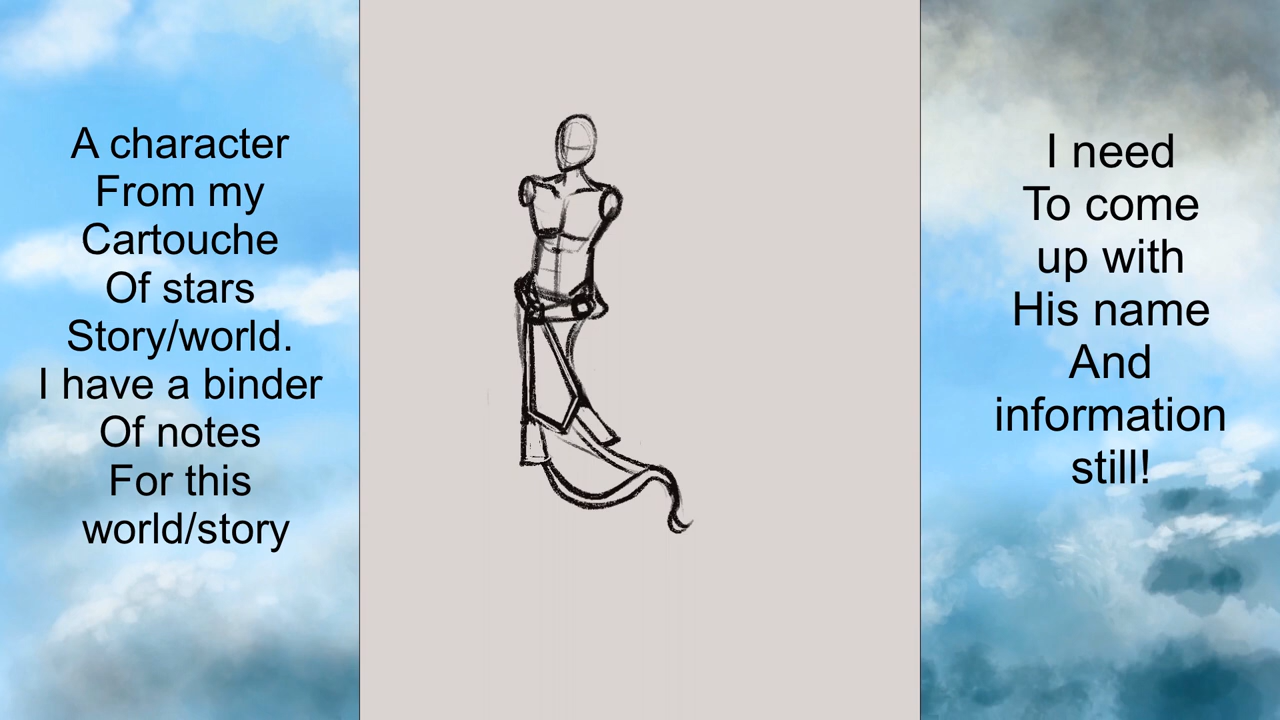 A character
From my
Cartouche
Of stars
Story/world.
I have a binder
Of notes
For this
world/story
I need
To come
up with
His name
And
information
still!